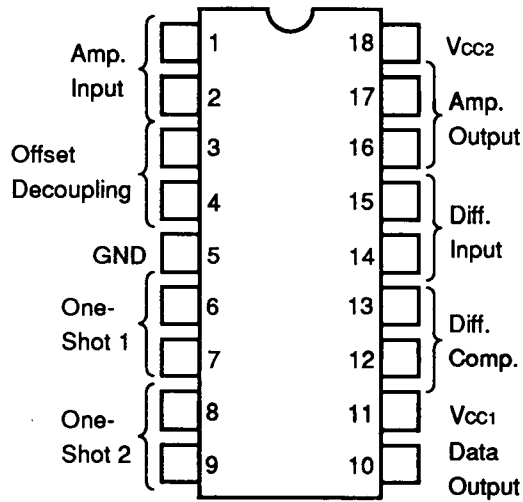 Amp.
Input
Offset
Decoupling
GND
One-
Shot 1
One-
Shot 2
1
2
3
4
5
6
7
8
9
18
17
16
15
14
13
12
11
10
VCC2
Amp.
Output
Diff.
Input
Diff.
Comp.
VCC1
Data
Output